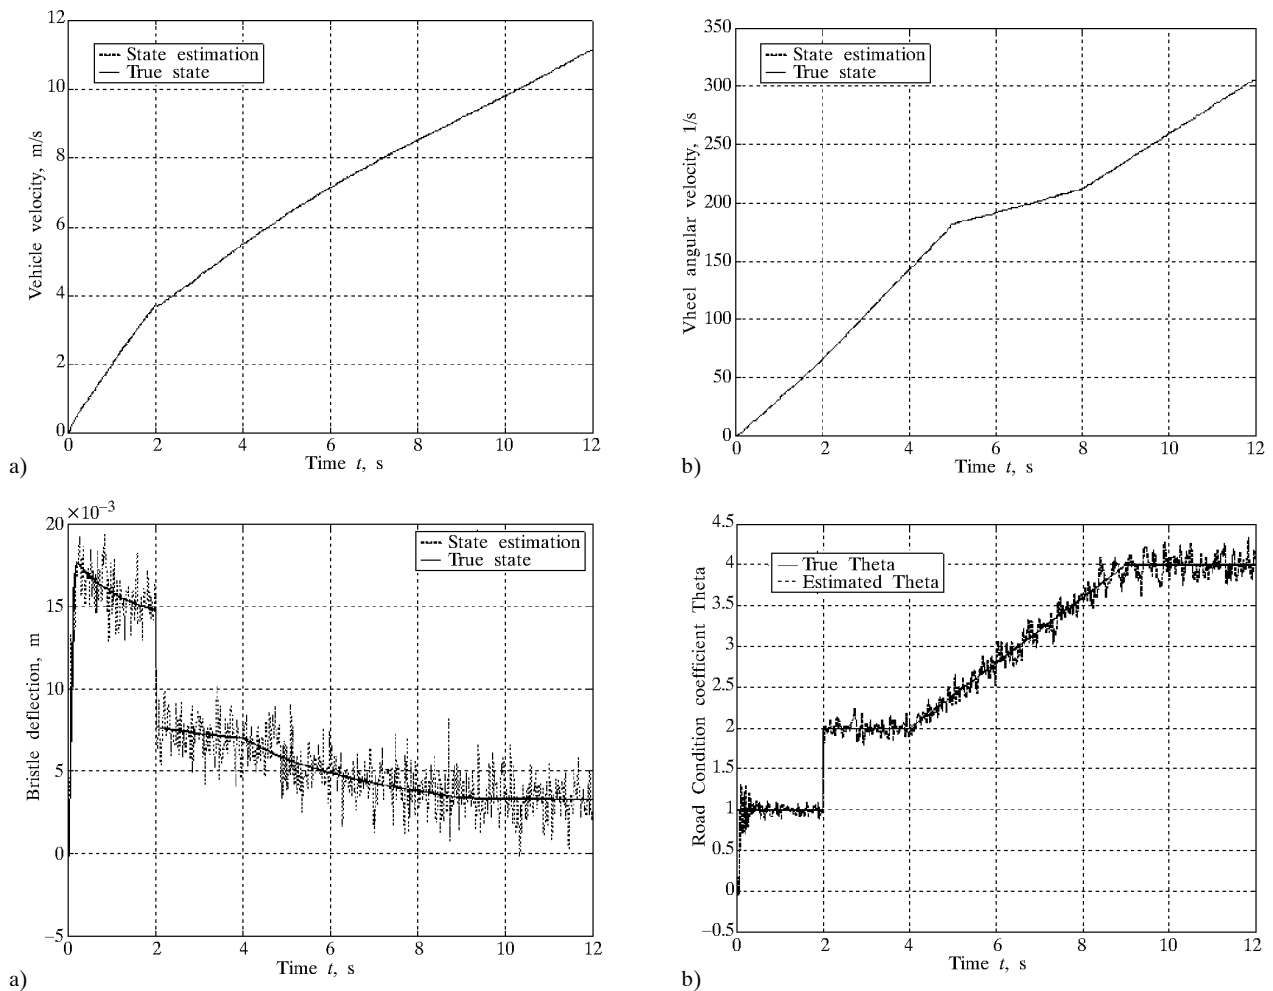 12
10
8
6
4
2
0
Vehicle velocity, m/s
State estimation
True state
0 2 4 6 8 10 12
Time t, s
a)
350
300
250
200
150
100
50
0
Vheel angular velocity, 1/s
State estimation
True state
0 2 4 6 8 10 12
Time t, s
b)
20 ×10⁻³
15
10
5
0
−5
Bristle deflection, m
State estimation
True state
0 2 4 6 8 10 12
Time t, s
a)
4.5
4
3.5
3
2.5
2
1.5
1
0.5
0
−0.5
Road Condition coefficient Theta
True Theta
Estimated Theta
0 2 4 6 8 10 12
Time t, s
b)